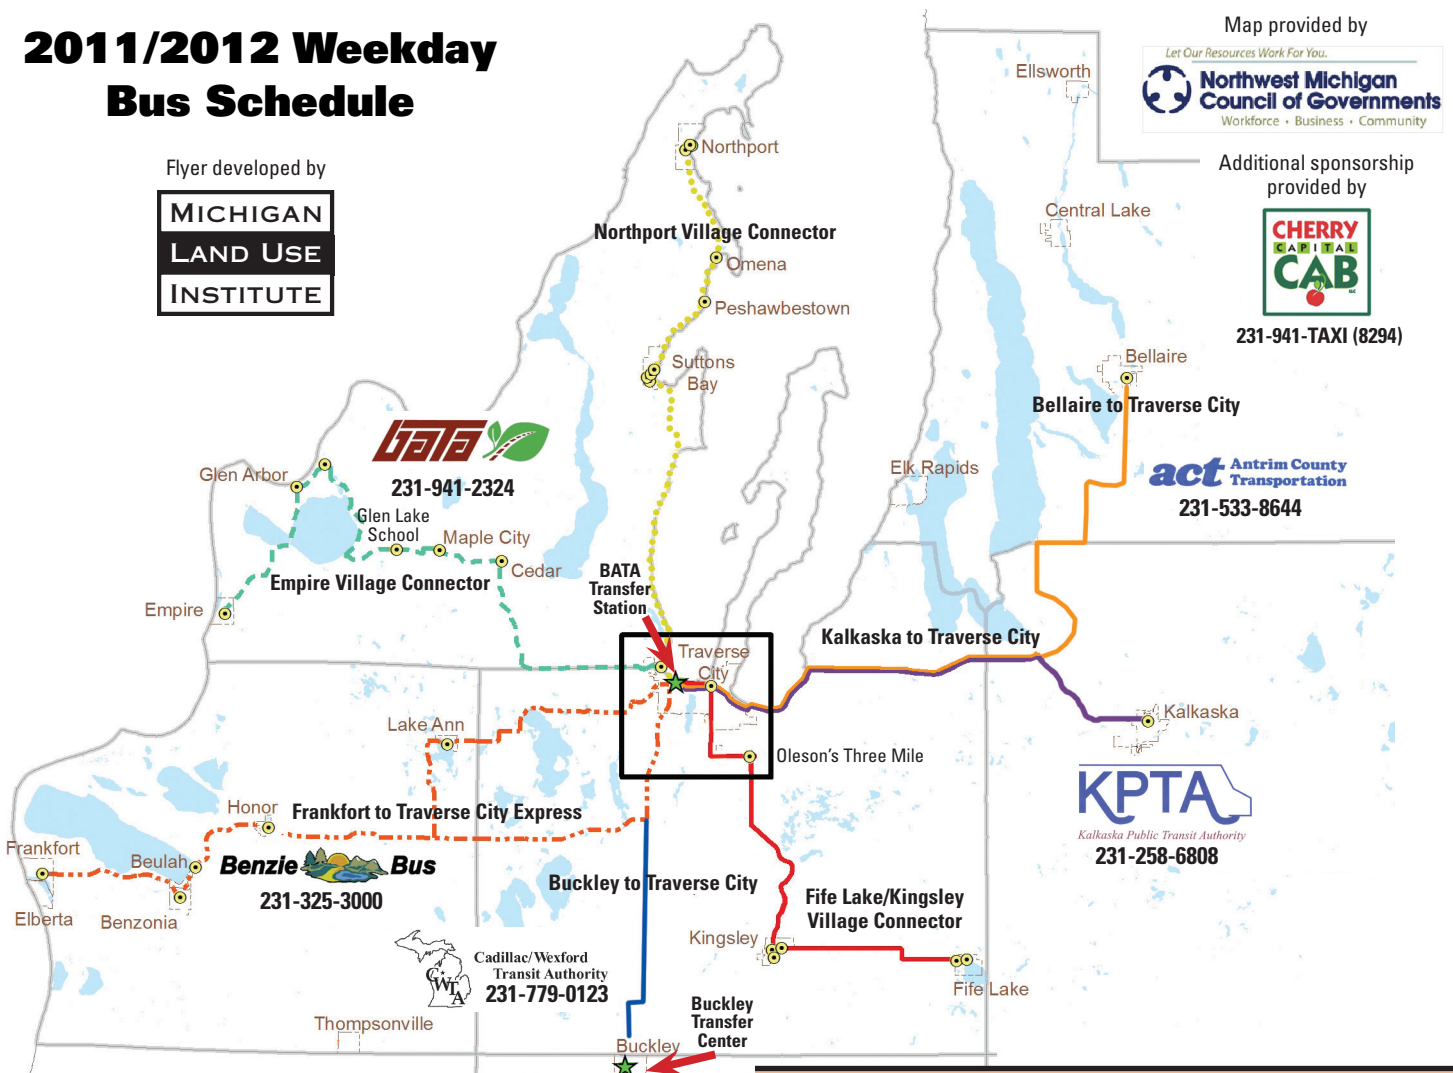 2011/2012 Weekday
Bus Schedule
Flyer developed by
MICHIGAN
LAND USE
INSTITUTE
Map provided by
Let Our Resources Work For You.
Northwest Michigan
Council of Governments
Workforce • Business • Community
Additional sponsorship
provided by
CHERRY
CAPITAL
CAB
LLC
231-941-TAXI (8294)
Ellsworth
Northport
Central Lake
Northport Village Connector
Omena
Peshawbestown
Suttons
Bay
Bellaire
Bellaire to Traverse City
act Antrim County
Transportation
231-533-8644
Elk Rapids
bata
231-941-2324
Glen Arbor
Glen Lake
School
Maple City
Cedar
Empire Village Connector
Empire
BATA
Transfer
Station
Traverse
City
Kalkaska to Traverse City
Kalkaska
KPTA
Kalkaska Public Transit Authority
231-258-6808
Oleson's Three Mile
Lake Ann
Honor
Frankfort to Traverse City Express
Frankfort
Beulah
Benzie Bus
231-325-3000
Elberta
Benzonia
Buckley to Traverse City
Fife Lake/Kingsley
Village Connector
Kingsley
Fife Lake
CWTA
Cadillac/Wexford
Transit Authority
231-779-0123
Thompsonville
Buckley
Buckley
Transfer
Center